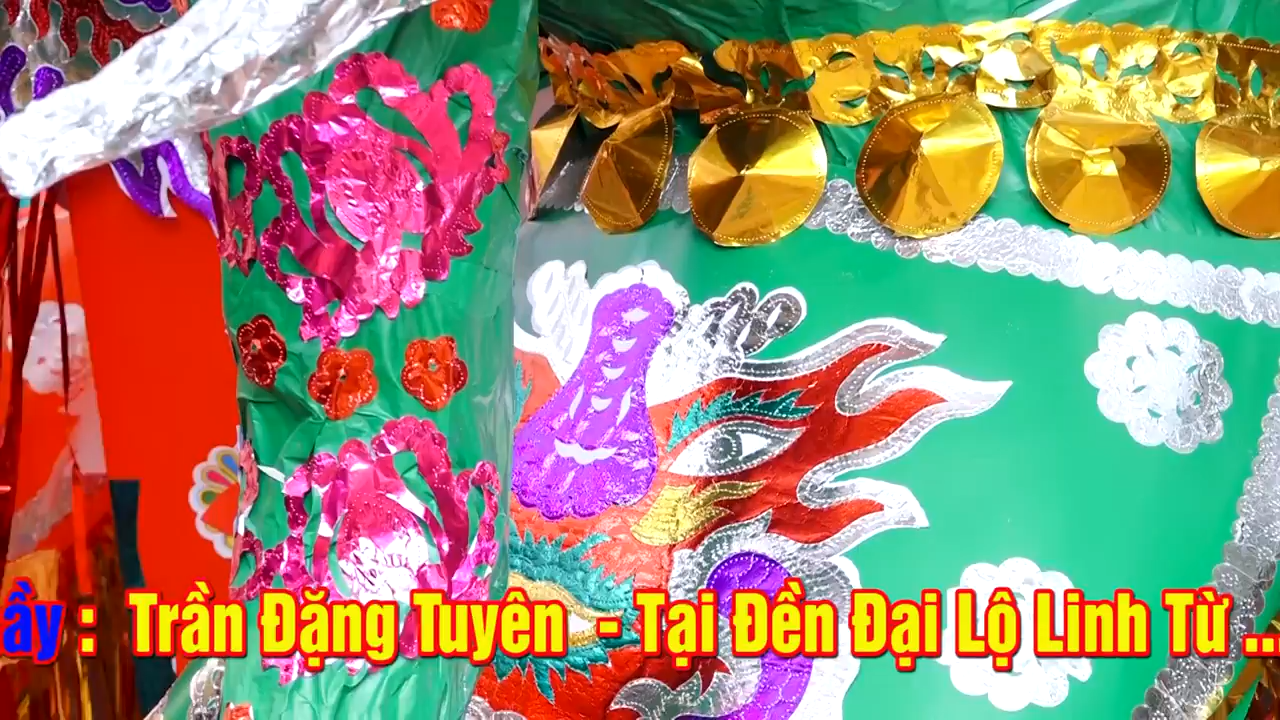 ầy : Trần Đặng Tuyên - Tại Đền Đại Lộ Linh Từ ...